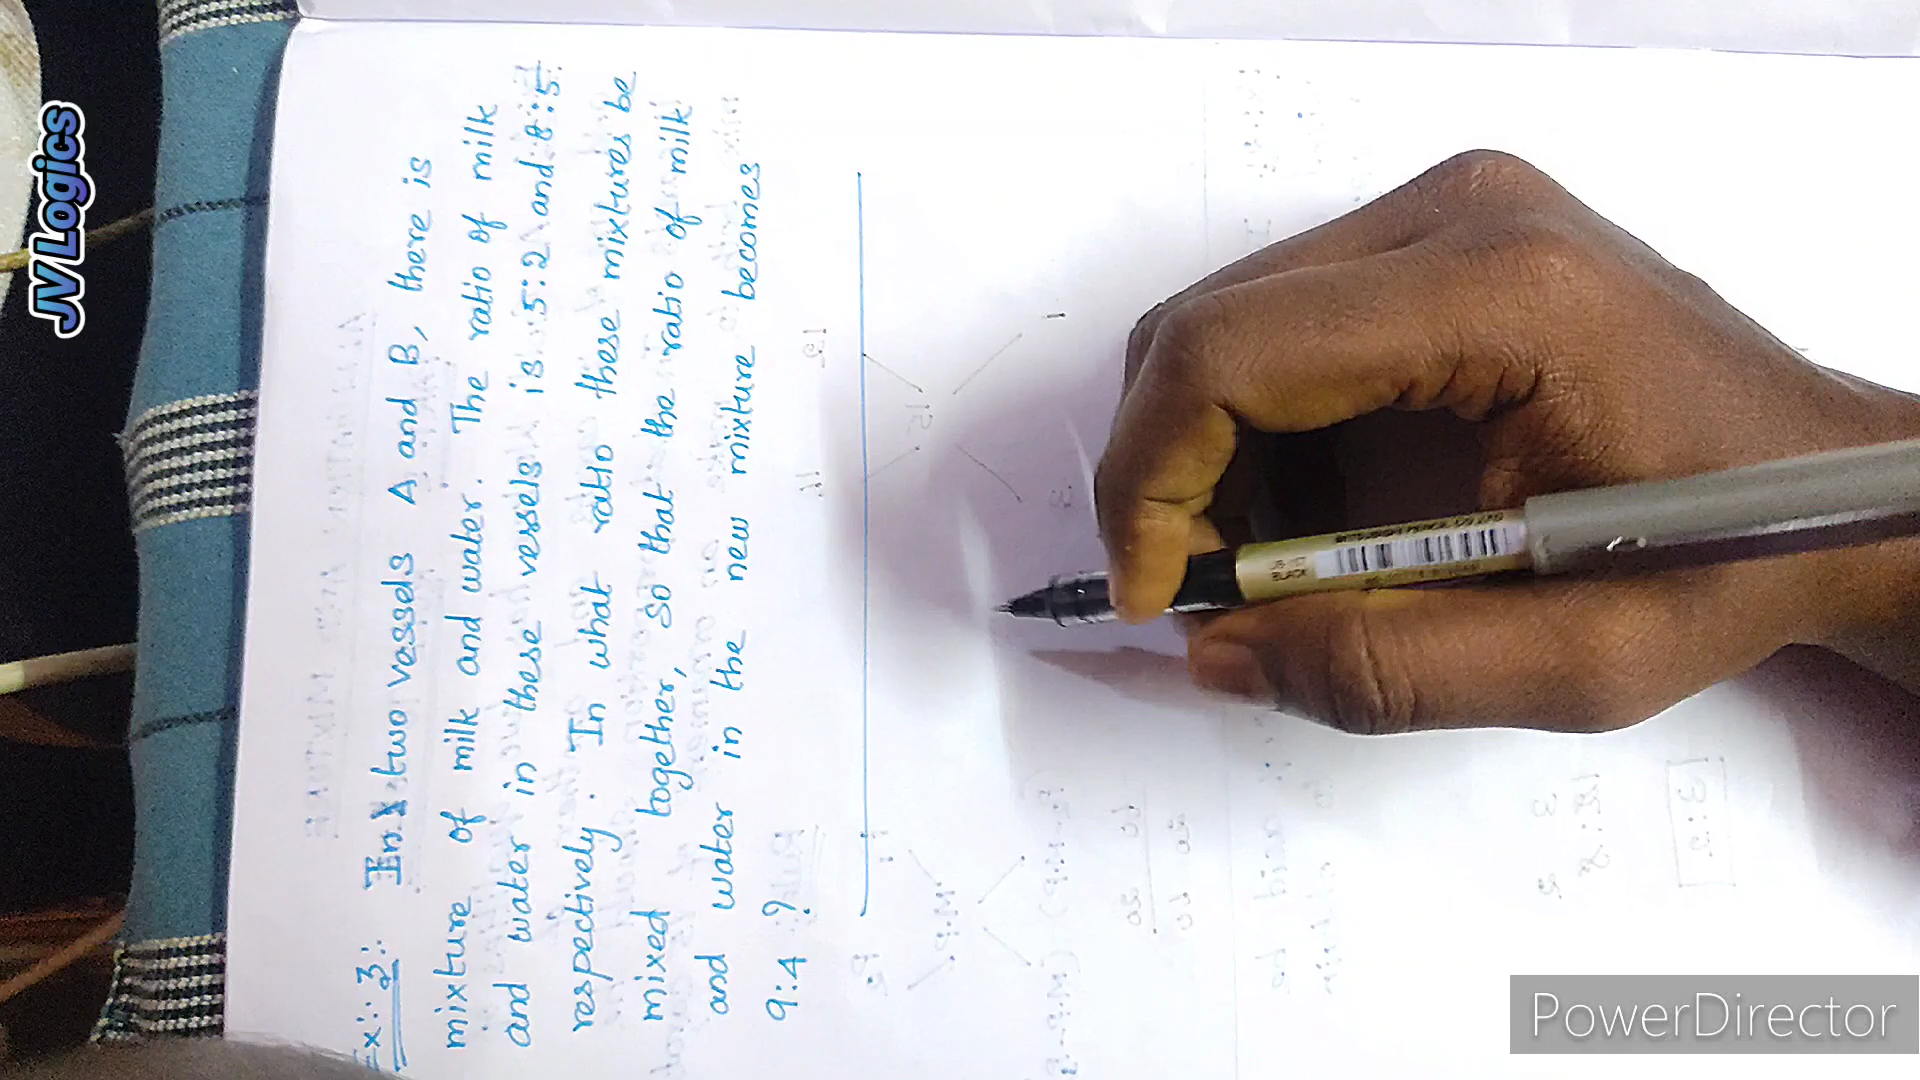 JV Logics
Ex:- 3: In two vessels A and B, there is
mixture of milk and water. The ratio of milk
and water in these vessels is 5:2 and 8:5
respectively. In what ratio these mixtures be
mixed together, so that the ratio of milk
and water in the new mixture becomes
9:4 ?
BLACK
PowerDirector